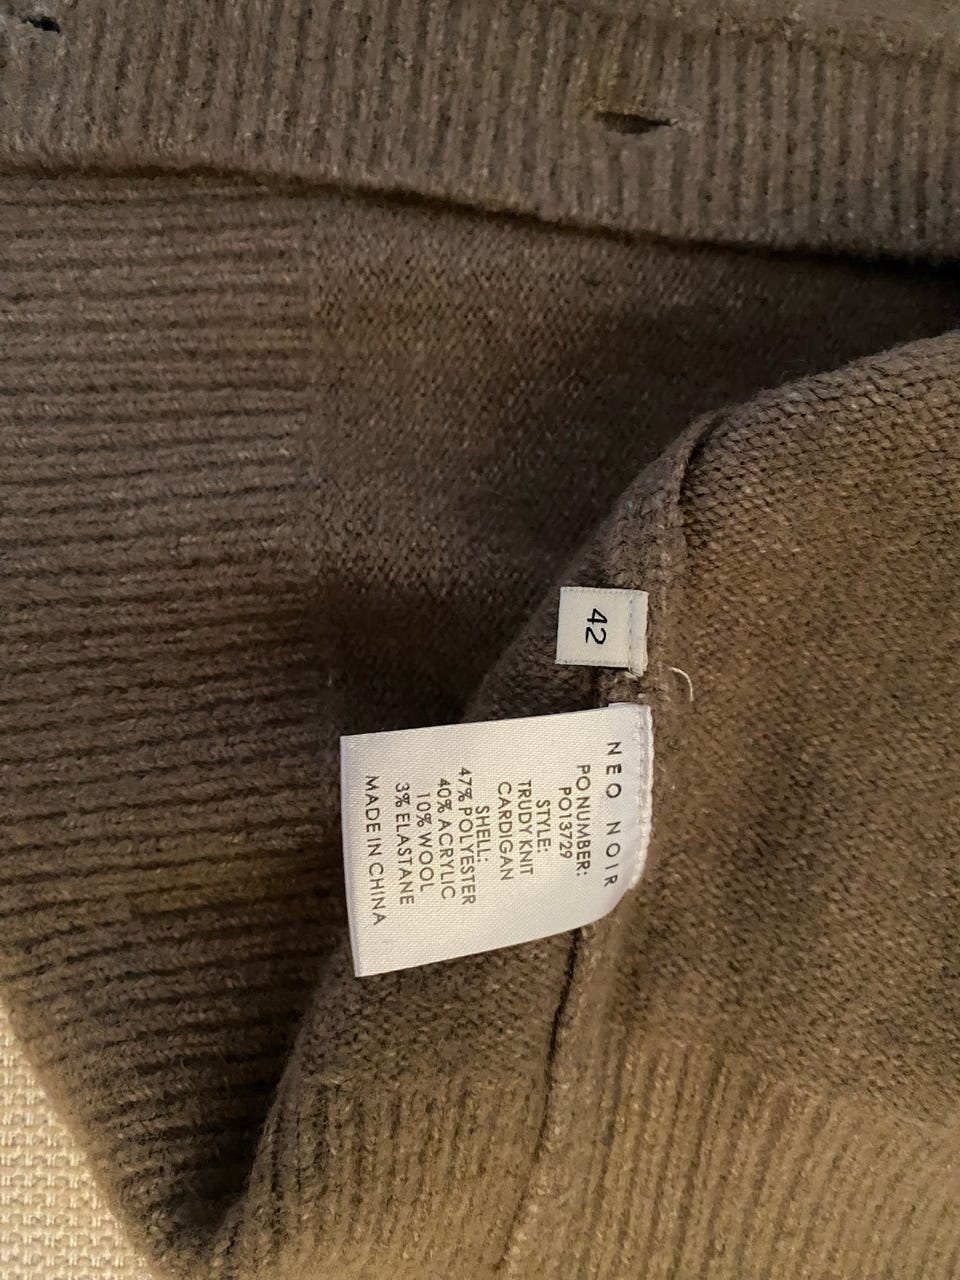 42
NEO NOIR
PO NUMBER:
PO13729
STYLE:
TRUDY KNIT
CARDIGAN
SHELL:
47% POLYESTER
40% ACRYLIC
10% WOOL
3% ELASTANE
MADE IN CHINA